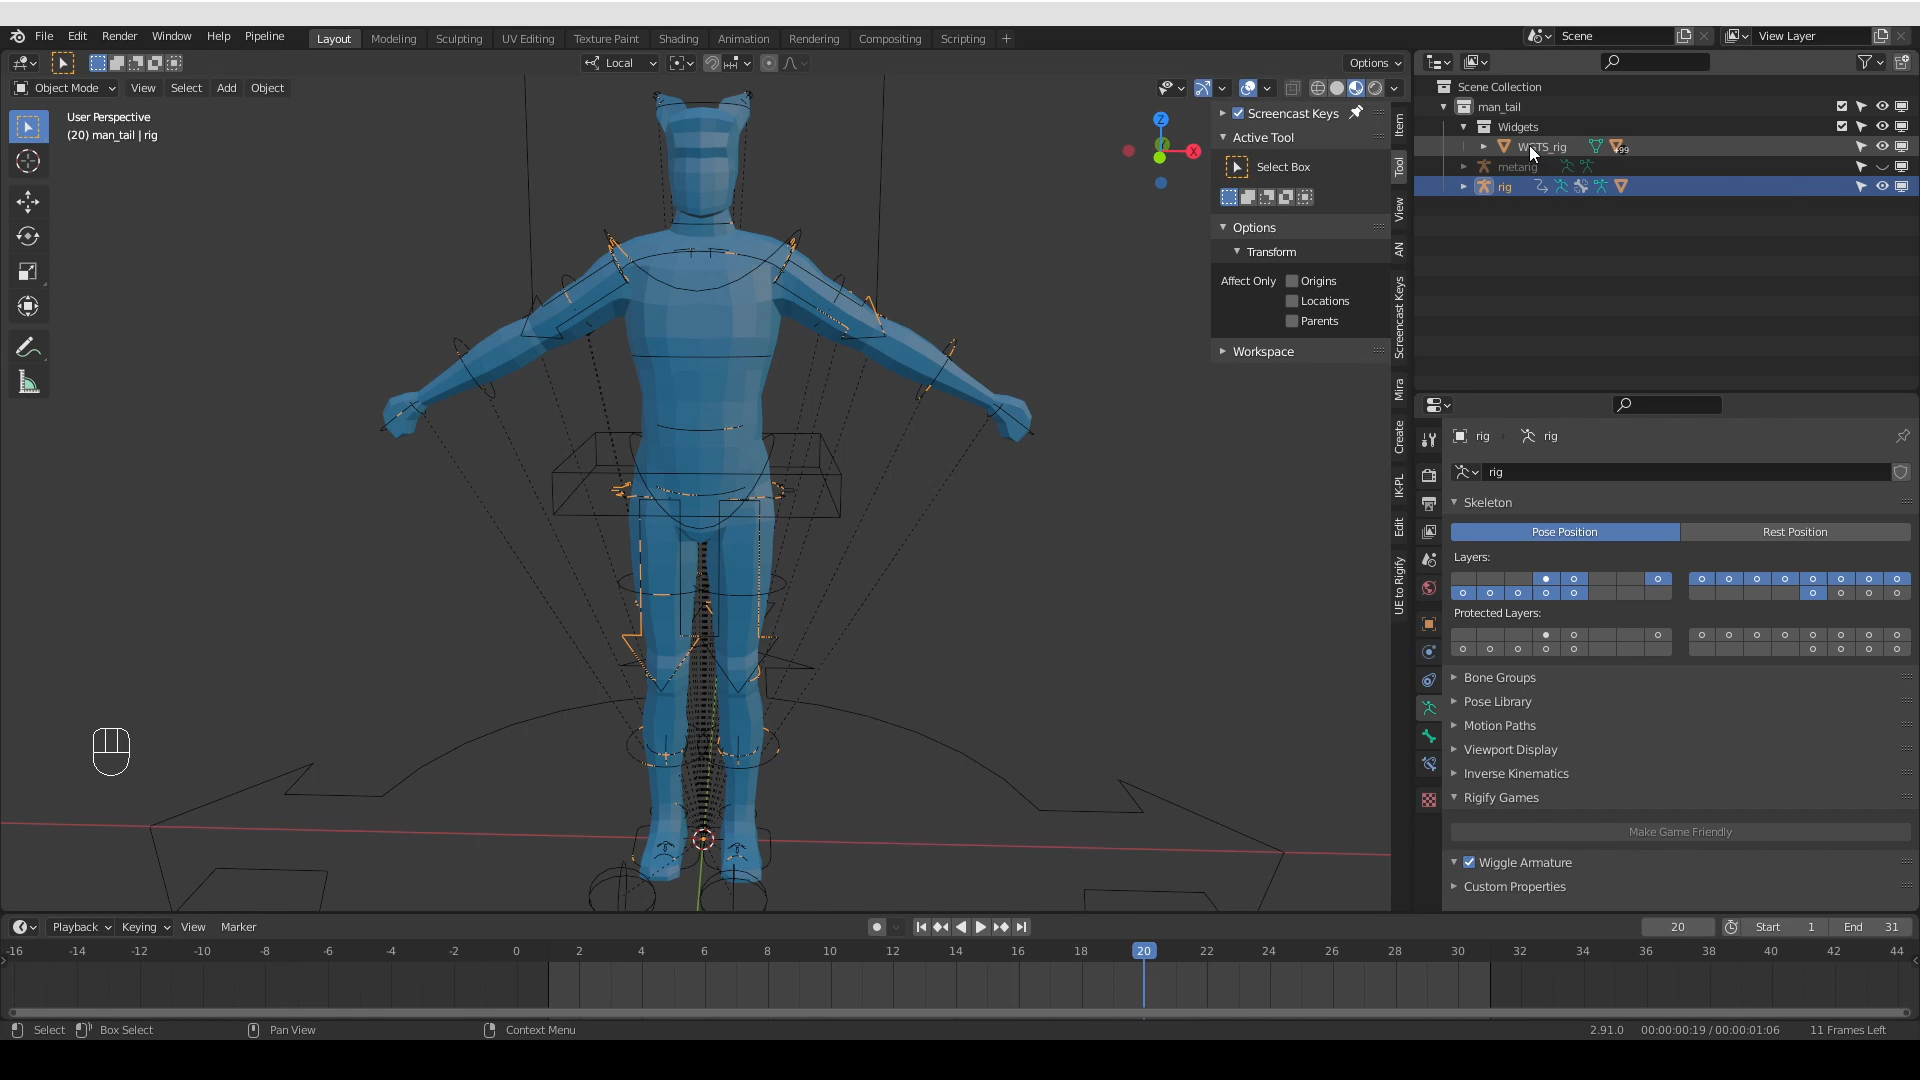 File Edit Render Window Help Pipeline Layout Modeling Sculpting UV Editing Texture Paint Shading Animation Rendering Compositing Scripting + Scene View Layer
Local Options
Object Mode View Select Add Object
User Perspective
(20) man_tail | rig
Z
X
Screencast Keys
Active Tool
Select Box
Options
Transform
Affect Only Origins
Locations
Parents
Workspace
Item
Tool
View
AN
Screencast Keys
Mira
Create
IK-PL
Edit
UE to Rigify
Scene Collection
man_tail
Widgets
WGTS_rig +99
metarig
rig
rig rig
rig
Skeleton
Pose Position Rest Position
Layers:
Protected Layers:
Bone Groups
Pose Library
Motion Paths
Viewport Display
Inverse Kinematics
Rigify Games
Make Game Friendly
Wiggle Armature
Custom Properties
Playback Keying View Marker 20 Start 1 End 31
-16 -14 -12 -10 -8 -6 -4 -2 0 2 4 6 8 10 12 14 16 18 20 22 24 26 28 30 32 34 36 38 40 42 44
Select Box Select Pan View Context Menu 2.91.0 00:00:00:19 / 00:00:01:06 11 Frames Left